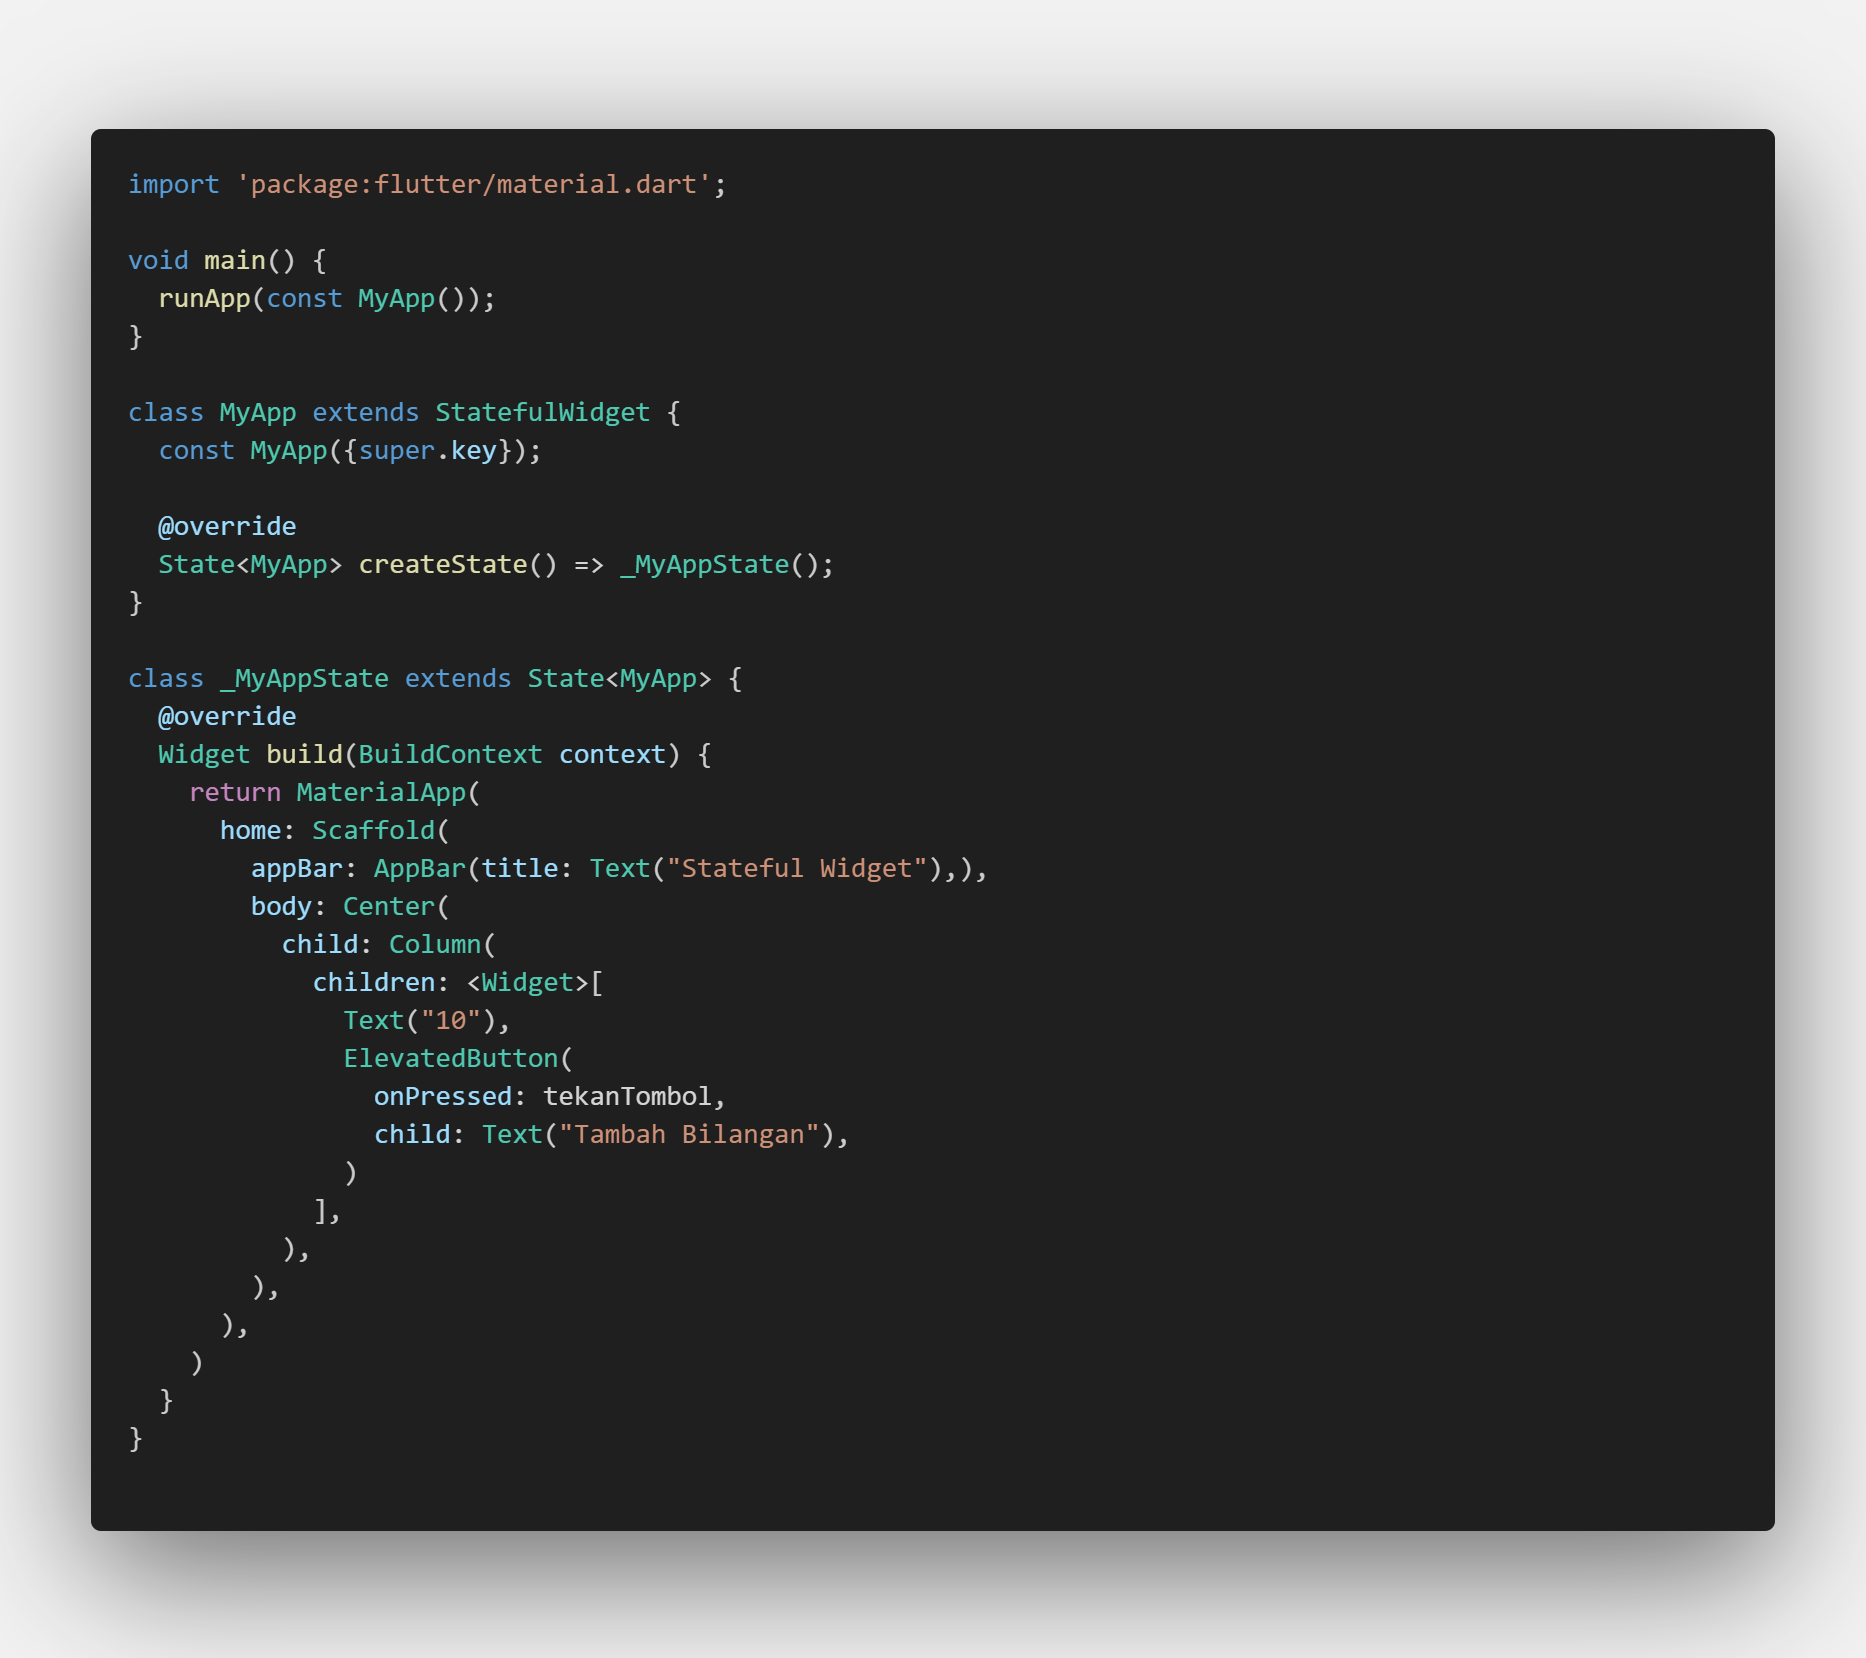 import 'package:flutter/material.dart';

void main() {
  runApp(const MyApp());
}

class MyApp extends StatefulWidget {
  const MyApp({super.key});

  @override
  State<MyApp> createState() => _MyAppState();
}

class _MyAppState extends State<MyApp> {
  @override
  Widget build(BuildContext context) {
    return MaterialApp(
      home: Scaffold(
        appBar: AppBar(title: Text("Stateful Widget"),),
        body: Center(
          child: Column(
            children: <Widget>[
              Text("10"),
              ElevatedButton(
                onPressed: tekanTombol,
                child: Text("Tambah Bilangan"),
              )
            ],
          ),
        ),
      ),
    )
  }
}